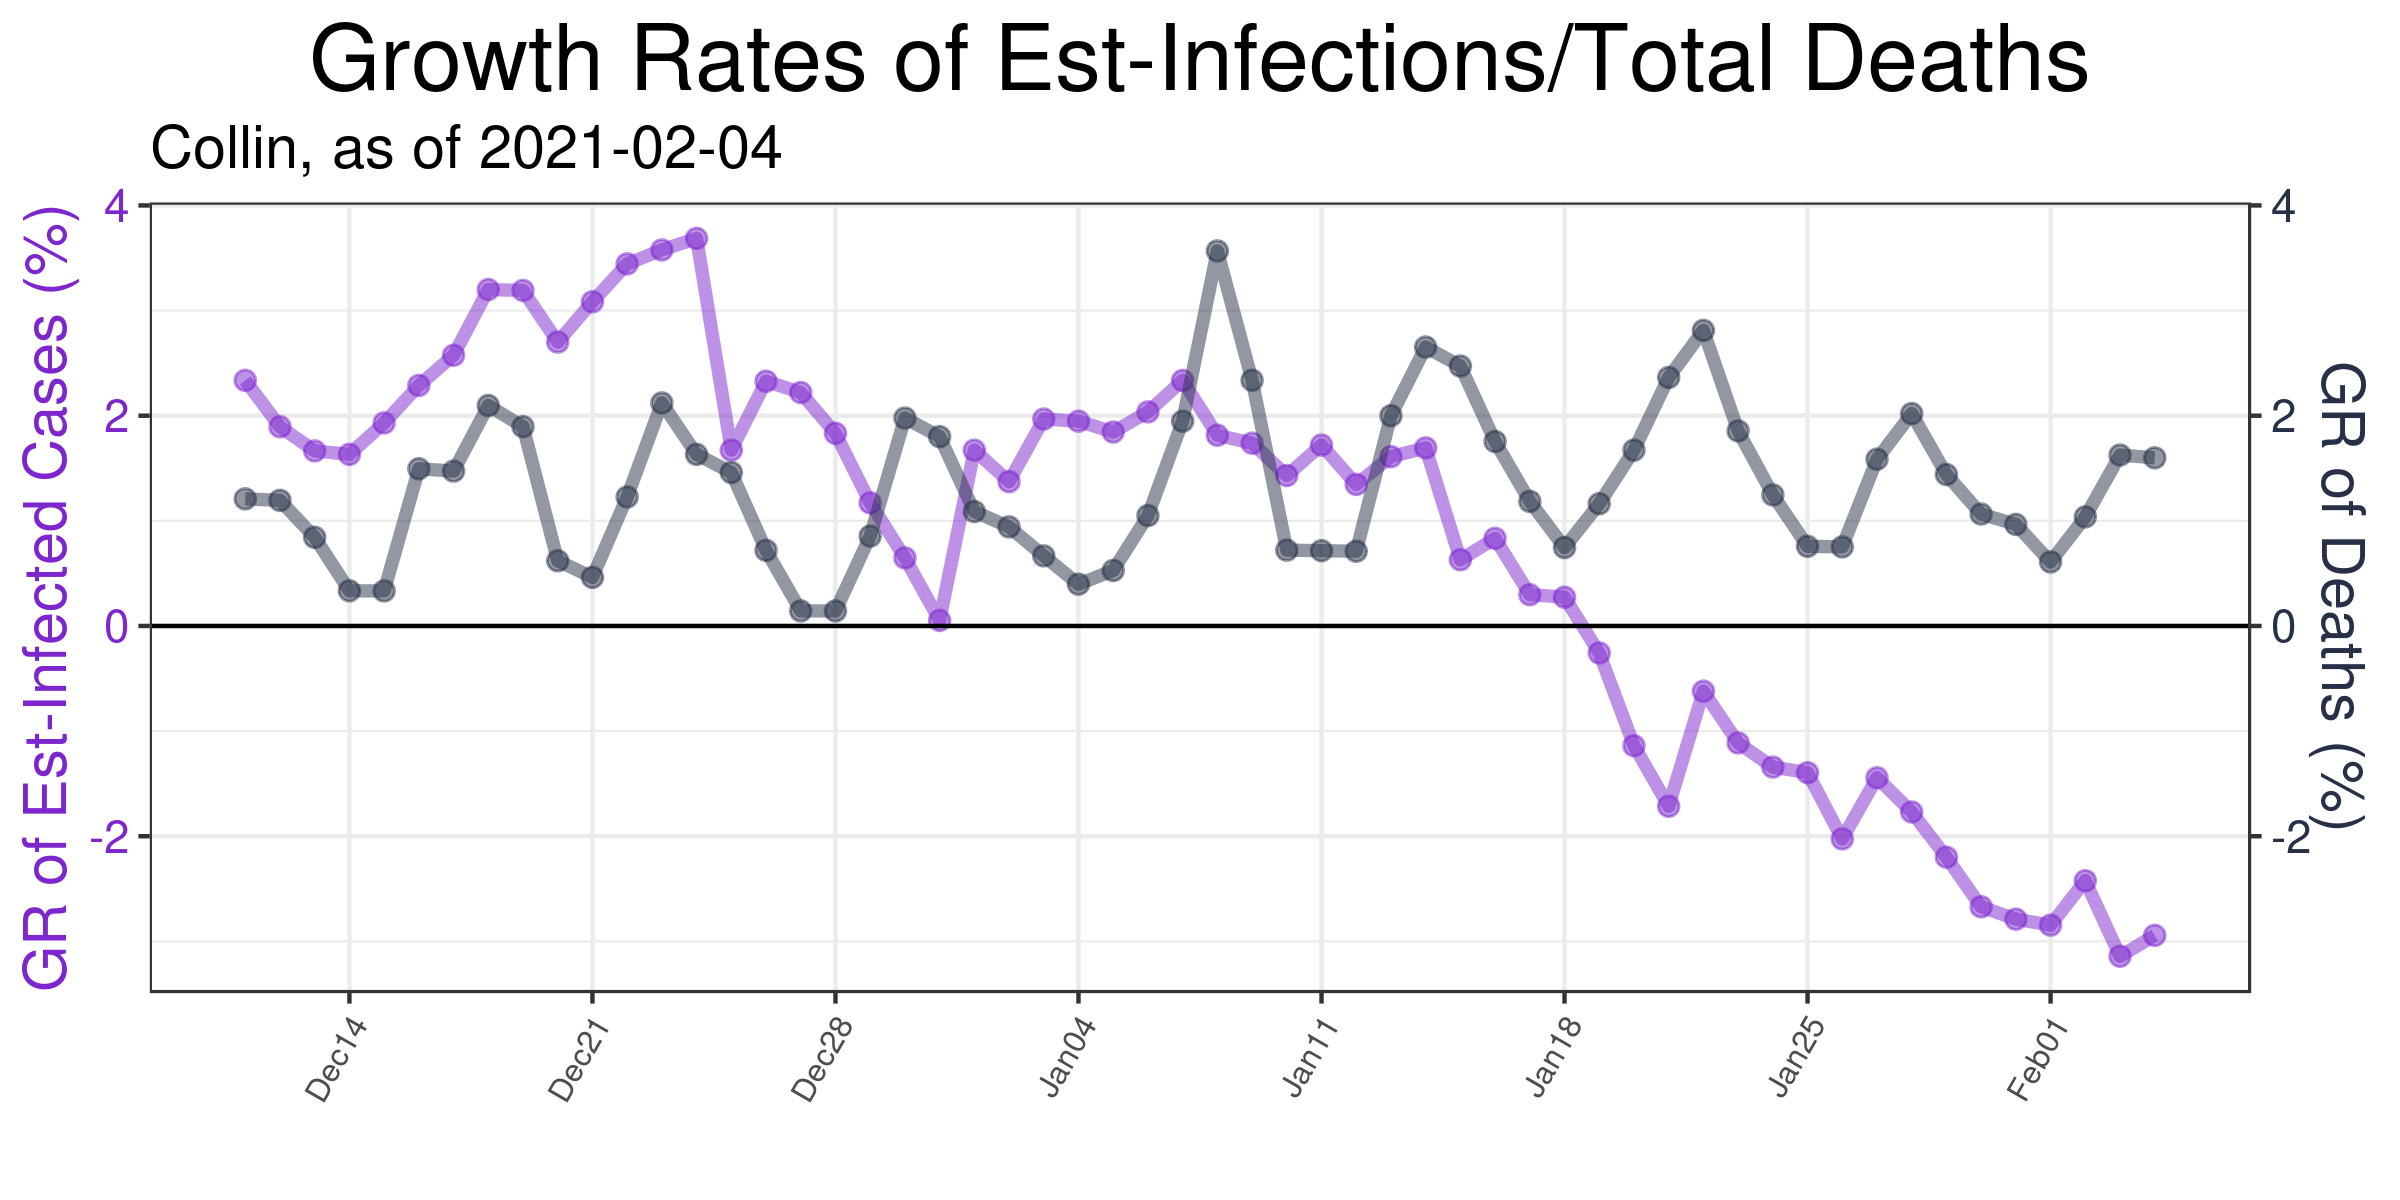 Growth Rates of Est-Infections/Total Deaths
Collin, as of 2021-02-04
GR of Est-Infected Cases (%)
4
2
0
-2
4
2
0
-2
GR of Deaths (%)
Dec14
Dec21
Dec28
Jan04
Jan11
Jan18
Jan25
Feb01